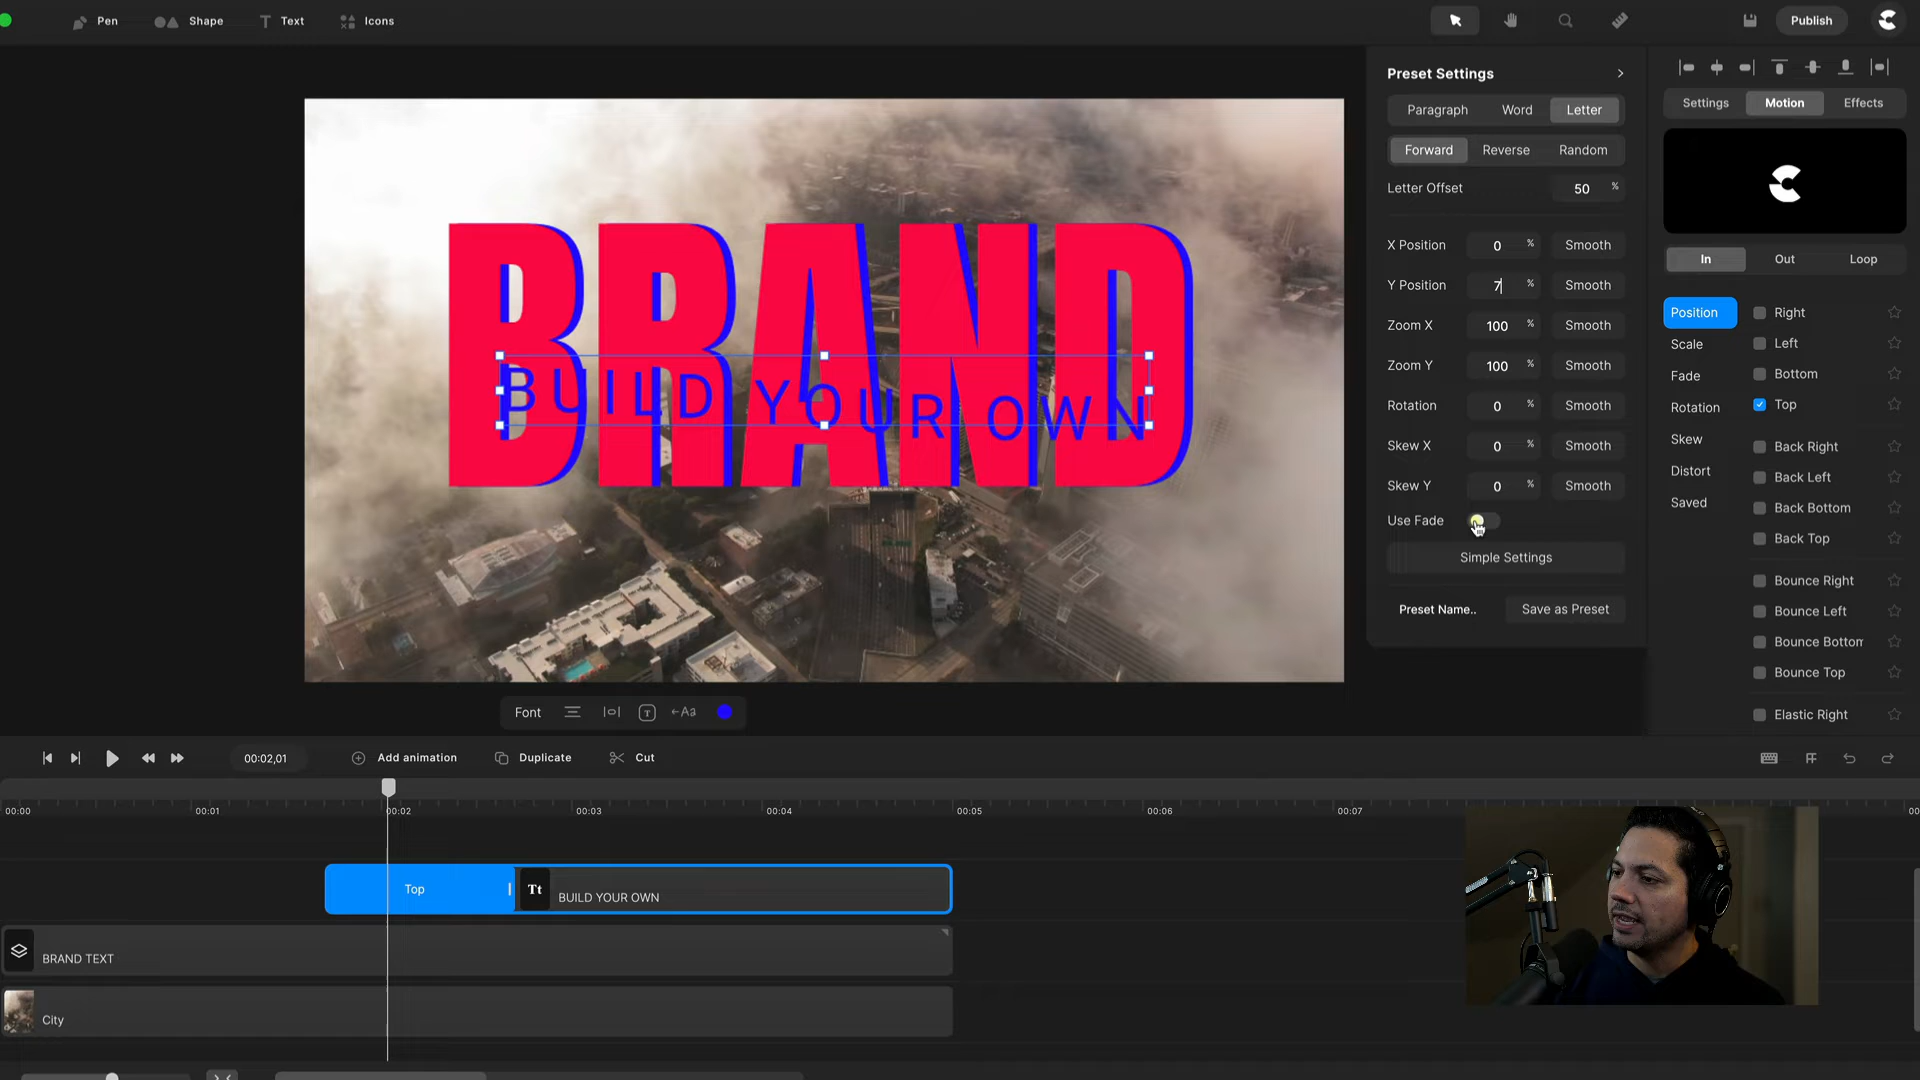 Pen
Shape
Text
Icons
Publish
Preset Settings
Paragraph Word Letter
Forward Reverse Random
Letter Offset 50 %
X Position 0 % Smooth
Y Position 7 % Smooth
Zoom X 100 % Smooth
Zoom Y 100 % Smooth
Rotation 0 % Smooth
Skew X 0 % Smooth
Skew Y 0 % Smooth
Use Fade
Simple Settings
Preset Name.. Save as Preset
Settings Motion Effects
In Out Loop
Position
Scale
Fade
Rotation
Skew
Distort
Saved
Right
Left
Bottom
Top
Back Right
Back Left
Back Bottom
Back Top
Bounce Right
Bounce Left
Bounce Bottom
Bounce Top
Elastic Right
BRAND
BUILD YOUR OWN
Font
T
Aa
00:02,01
Add animation
Duplicate
Cut
00:00 00:01 00:02 00:03 00:04 00:05 00:06 00:07
Top
Tt
BUILD YOUR OWN
BRAND TEXT
City